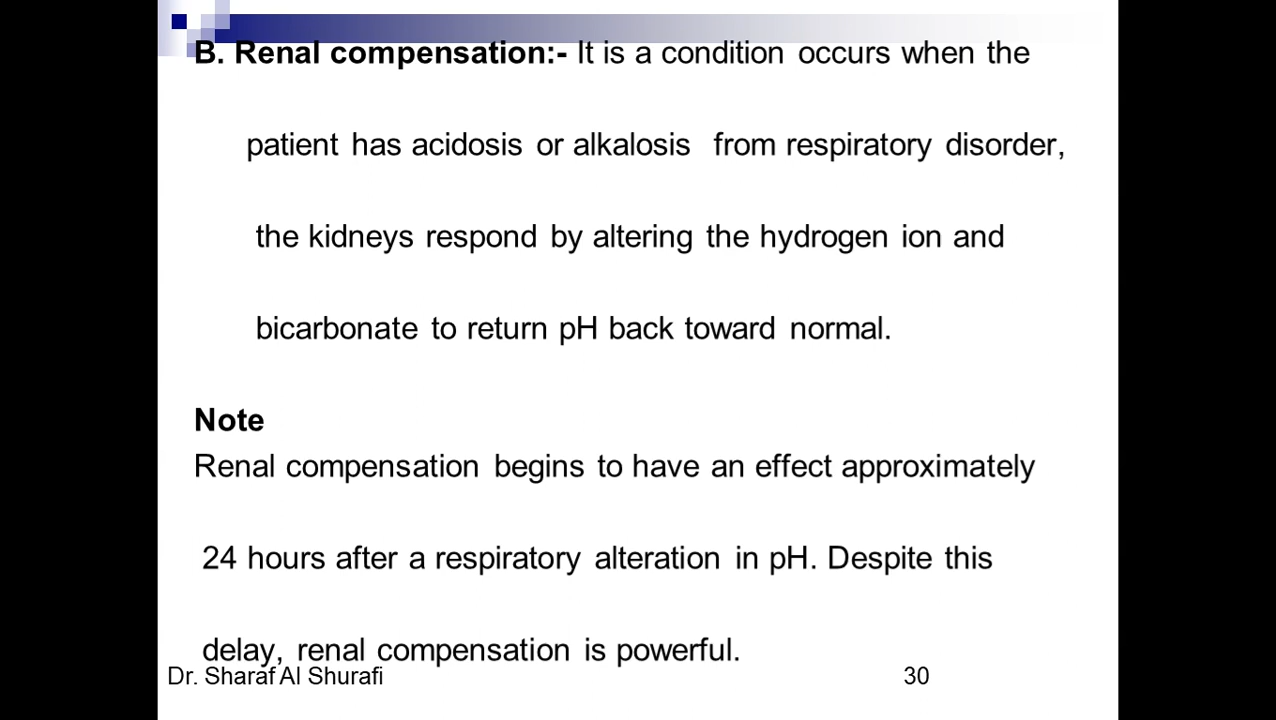 B. Renal compensation:- It is a condition occurs when the
patient has acidosis or alkalosis from respiratory disorder,
the kidneys respond by altering the hydrogen ion and
bicarbonate to return pH back toward normal.
Note
Renal compensation begins to have an effect approximately
24 hours after a respiratory alteration in pH. Despite this
delay, renal compensation is powerful.
Dr. Sharaf Al Shurafi 30